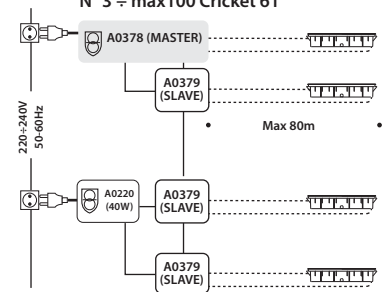 N° 3 ÷ max100 Cricket 61
A0378 (MASTER)
A0379
(SLAVE)
220÷240V
50-60Hz
Max 80m
A0220
(40W)
A0379
(SLAVE)
A0379
(SLAVE)